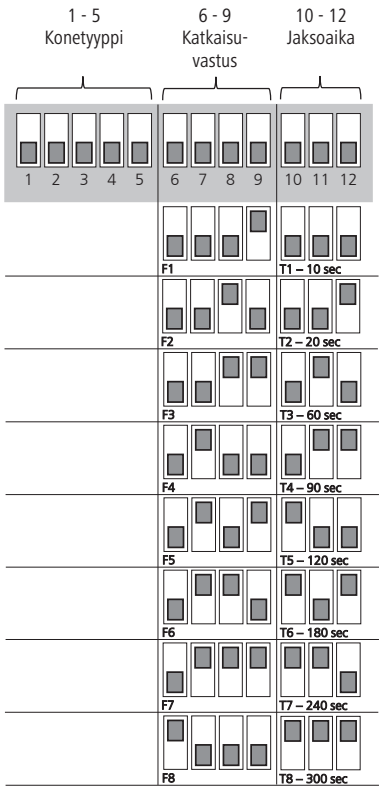 1 - 5 6 - 9 10 - 12
Konetyyppi Katkaisu- Jaksoaika
vastus
1 2 3 4 5 6 7 8 9 10 11 12
F1 T1 – 10 sec
F2 T2 – 20 sec
F3 T3 – 60 sec
F4 T4 – 90 sec
F5 T5 – 120 sec
F6 T6 – 180 sec
F7 T7 – 240 sec
F8 T8 – 300 sec